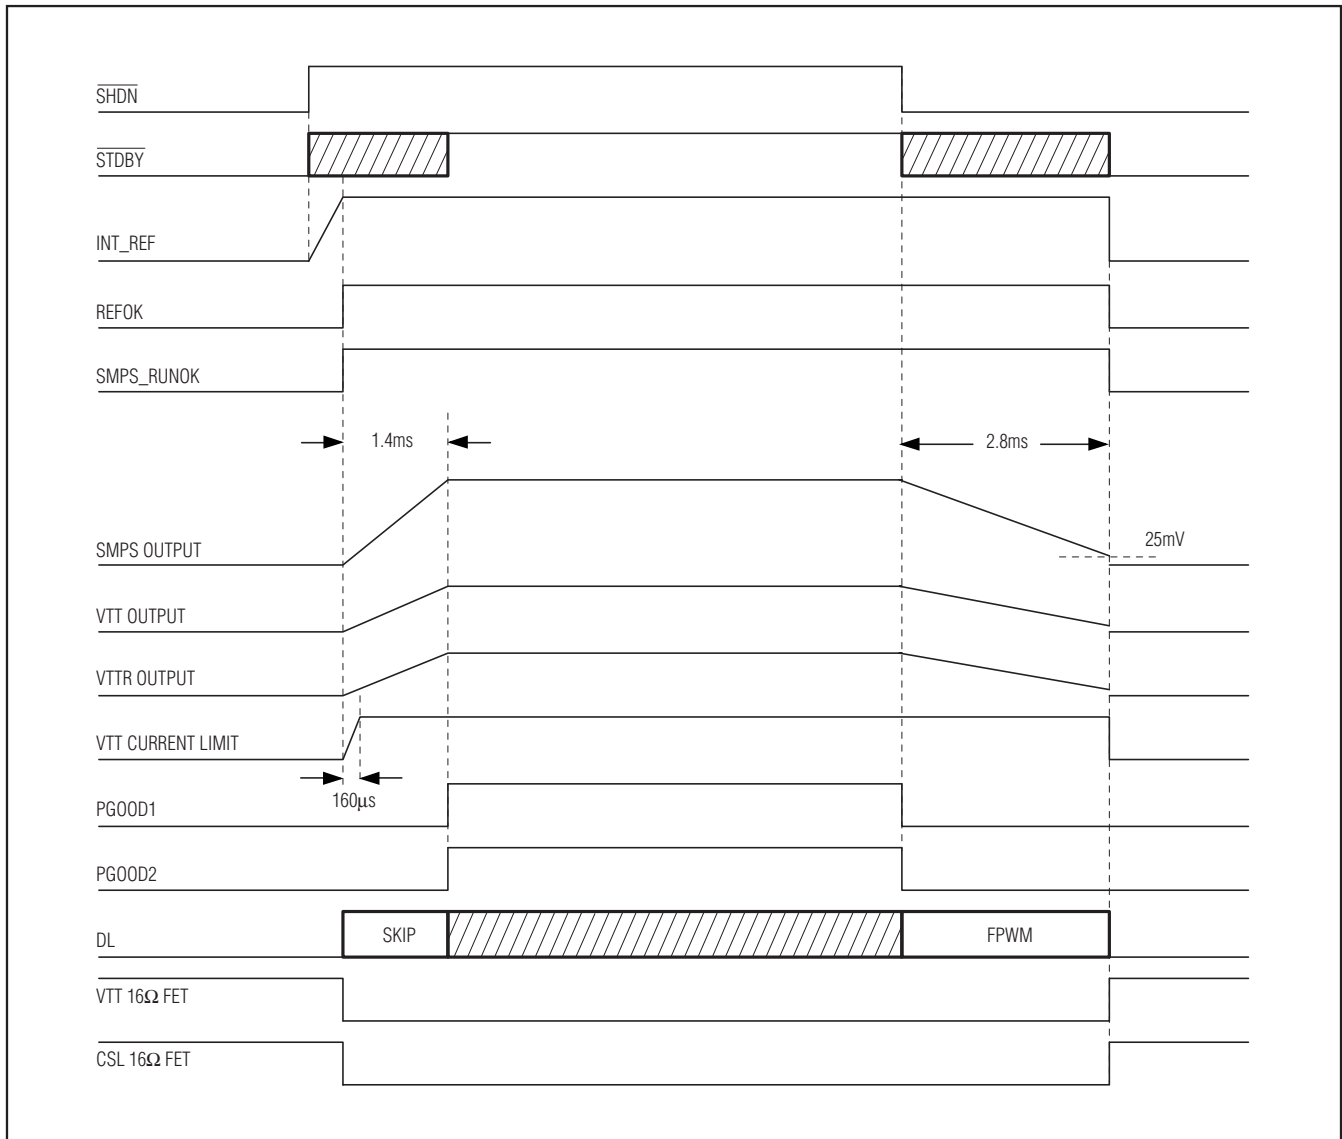 SHDN
STDBY
INT_REF
REFOK
SMPS_RUNOK
1.4ms
2.8ms
SMPS OUTPUT
25mV
VTT OUTPUT
VTTR OUTPUT
VTT CURRENT LIMIT
160μs
PGOOD1
PGOOD2
DL
SKIP
FPWM
VTT 16Ω FET
CSL 16Ω FET